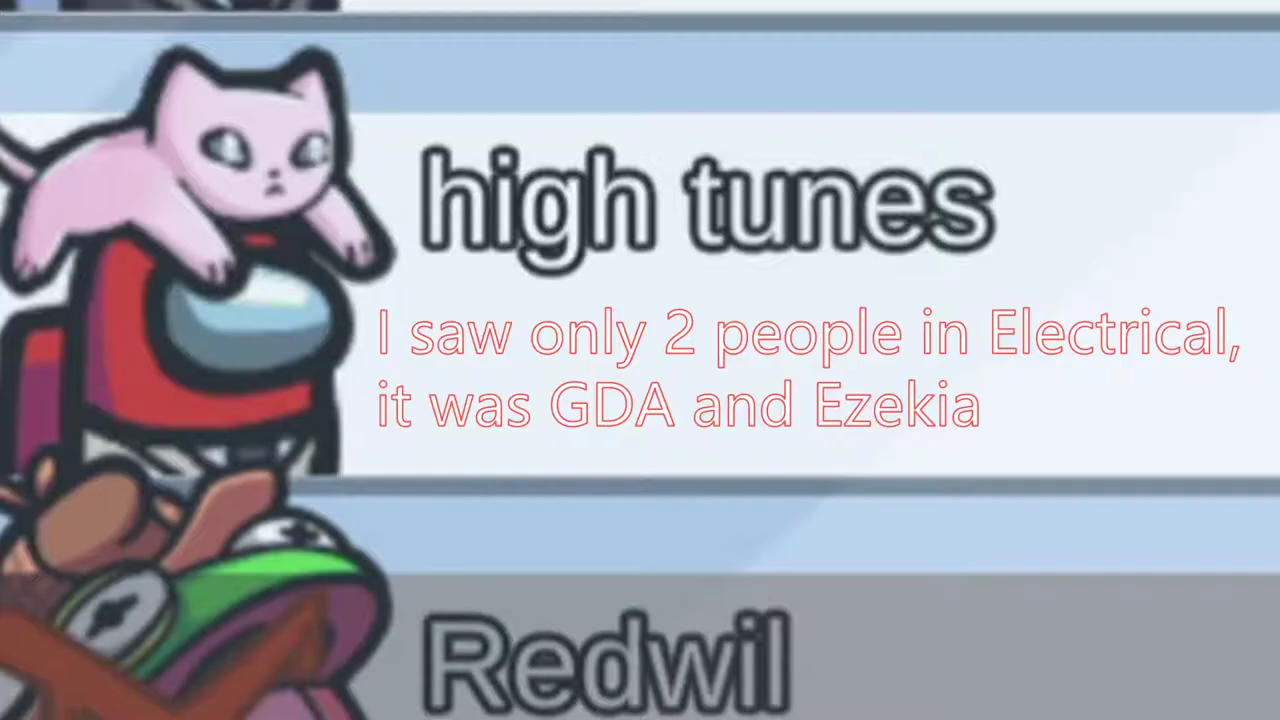 high tunes
I saw only 2 people in Electrical,
it was GDA and Ezekia
Redwil